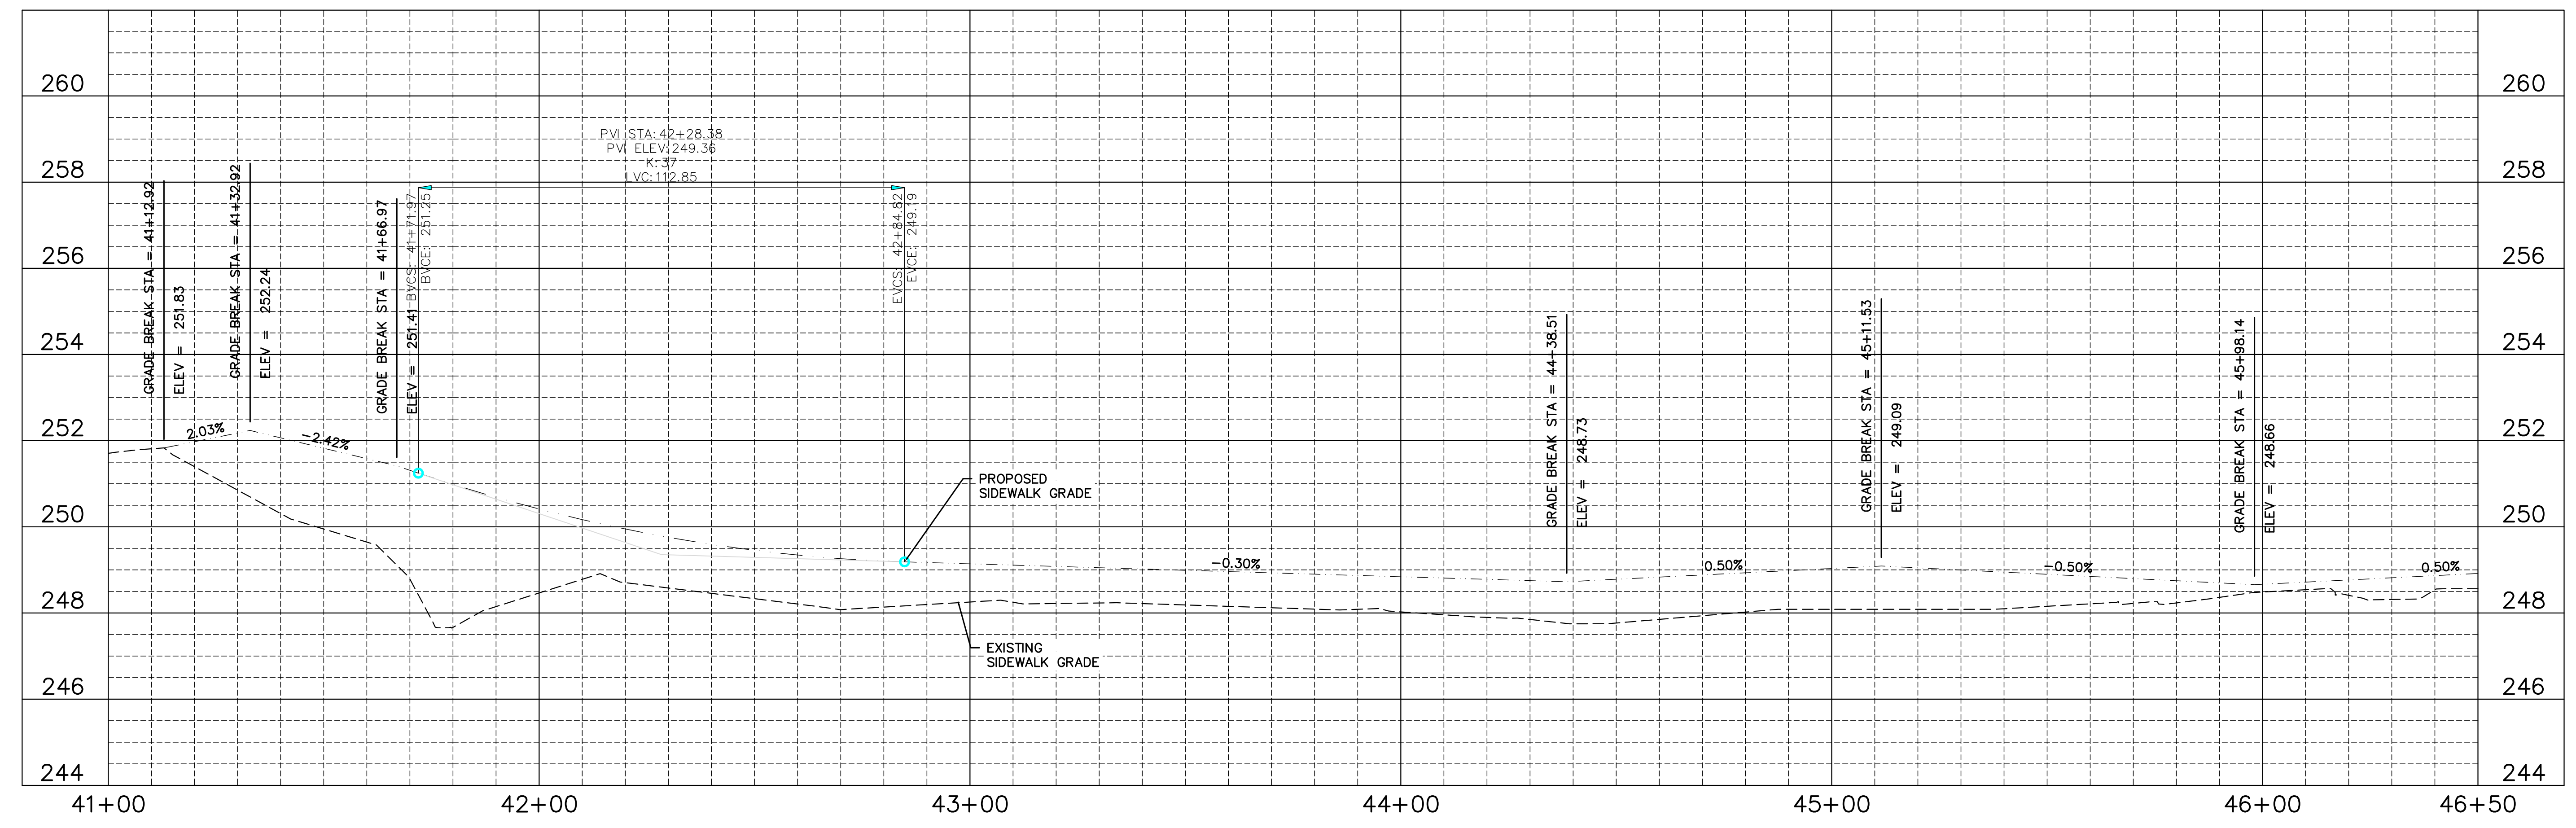 260
258
256
254
252
250
248
246
244
GRADE BREAK STA = 41+12.92
ELEV = 251.83
GRADE BREAK STA = 41+32.92
ELEV = 252.24
GRADE BREAK STA = 41+66.97
ELEV = 251.41
BVCS: 41+71.97
BVCE: 251.25
PVI STA: 42+28.38
PVI ELEV: 249.36
K: 37
LVC: 112.85
EVCS: 42+84.82
EVCE: 249.19
2.03%
-2.42%
PROPOSED
SIDEWALK GRADE
EXISTING
SIDEWALK GRADE
-0.30%
GRADE BREAK STA = 44+38.51
ELEV = 248.73
0.50%
GRADE BREAK STA = 45+11.53
ELEV = 249.09
-0.50%
GRADE BREAK STA = 45+98.14
ELEV = 248.66
0.50%
260
258
256
254
252
250
248
246
244
41+00
42+00
43+00
44+00
45+00
46+00
46+50